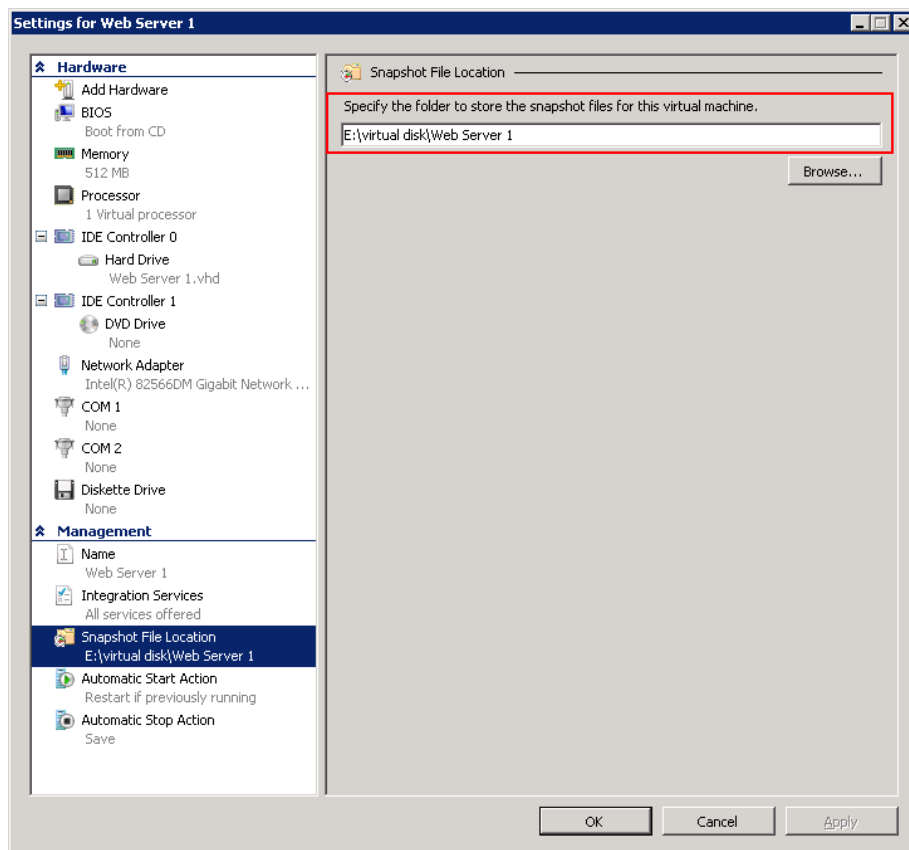 Settings for Web Server 1
Hardware
Add Hardware
BIOS
Boot from CD
Memory
512 MB
Processor
1 Virtual processor
IDE Controller 0
Hard Drive
Web Server 1.vhd
IDE Controller 1
DVD Drive
None
Network Adapter
Intel(R) 82566DM Gigabit Network ...
COM 1
None
COM 2
None
Diskette Drive
None
Management
Name
Web Server 1
Integration Services
All services offered
Snapshot File Location
E:\virtual disk\Web Server 1
Automatic Start Action
Restart if previously running
Automatic Stop Action
Save
Snapshot File Location
Specify the folder to store the snapshot files for this virtual machine.
E:\virtual disk\Web Server 1
Browse...
OK
Cancel
Apply